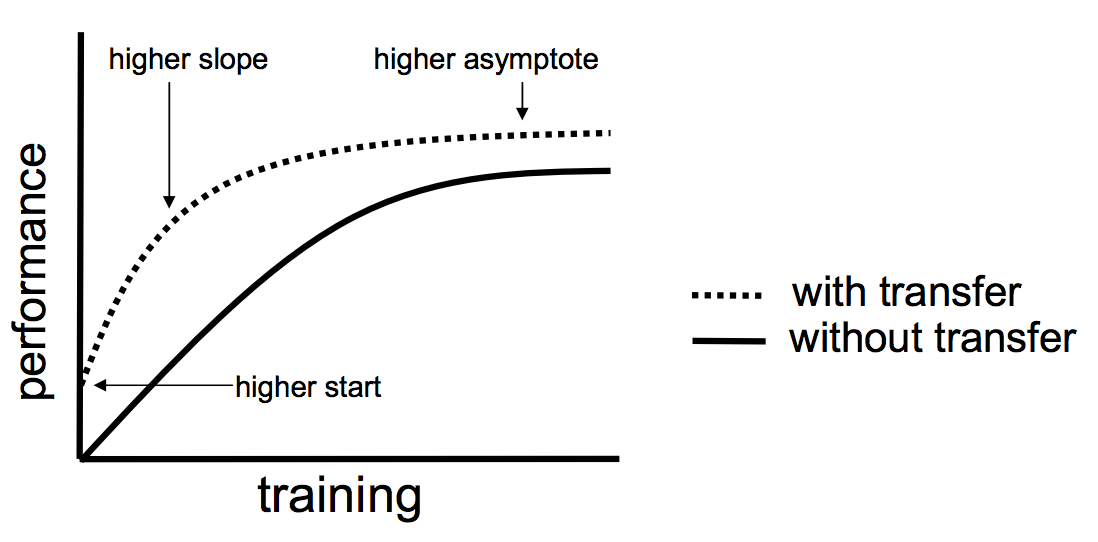 higher slope
higher asymptote
performance
with transfer
without transfer
higher start
training